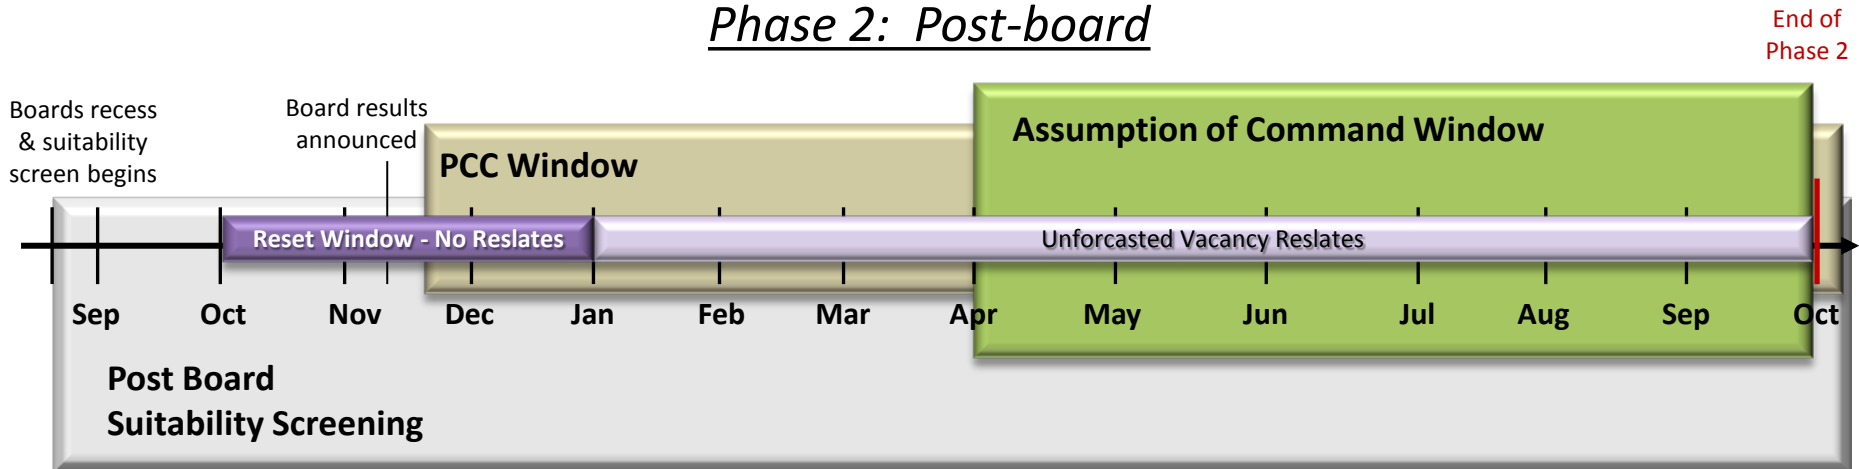 Phase 2:  Post-board
End of
Phase 2
Boards recess
& suitability
screen begins
Board results
announced
PCC Window
Assumption of Command Window
Reset Window - No Reslates
Unforcasted Vacancy Reslates
Sep Oct Nov Dec Jan Feb Mar Apr May Jun Jul Aug Sep Oct
Post Board
Suitability Screening